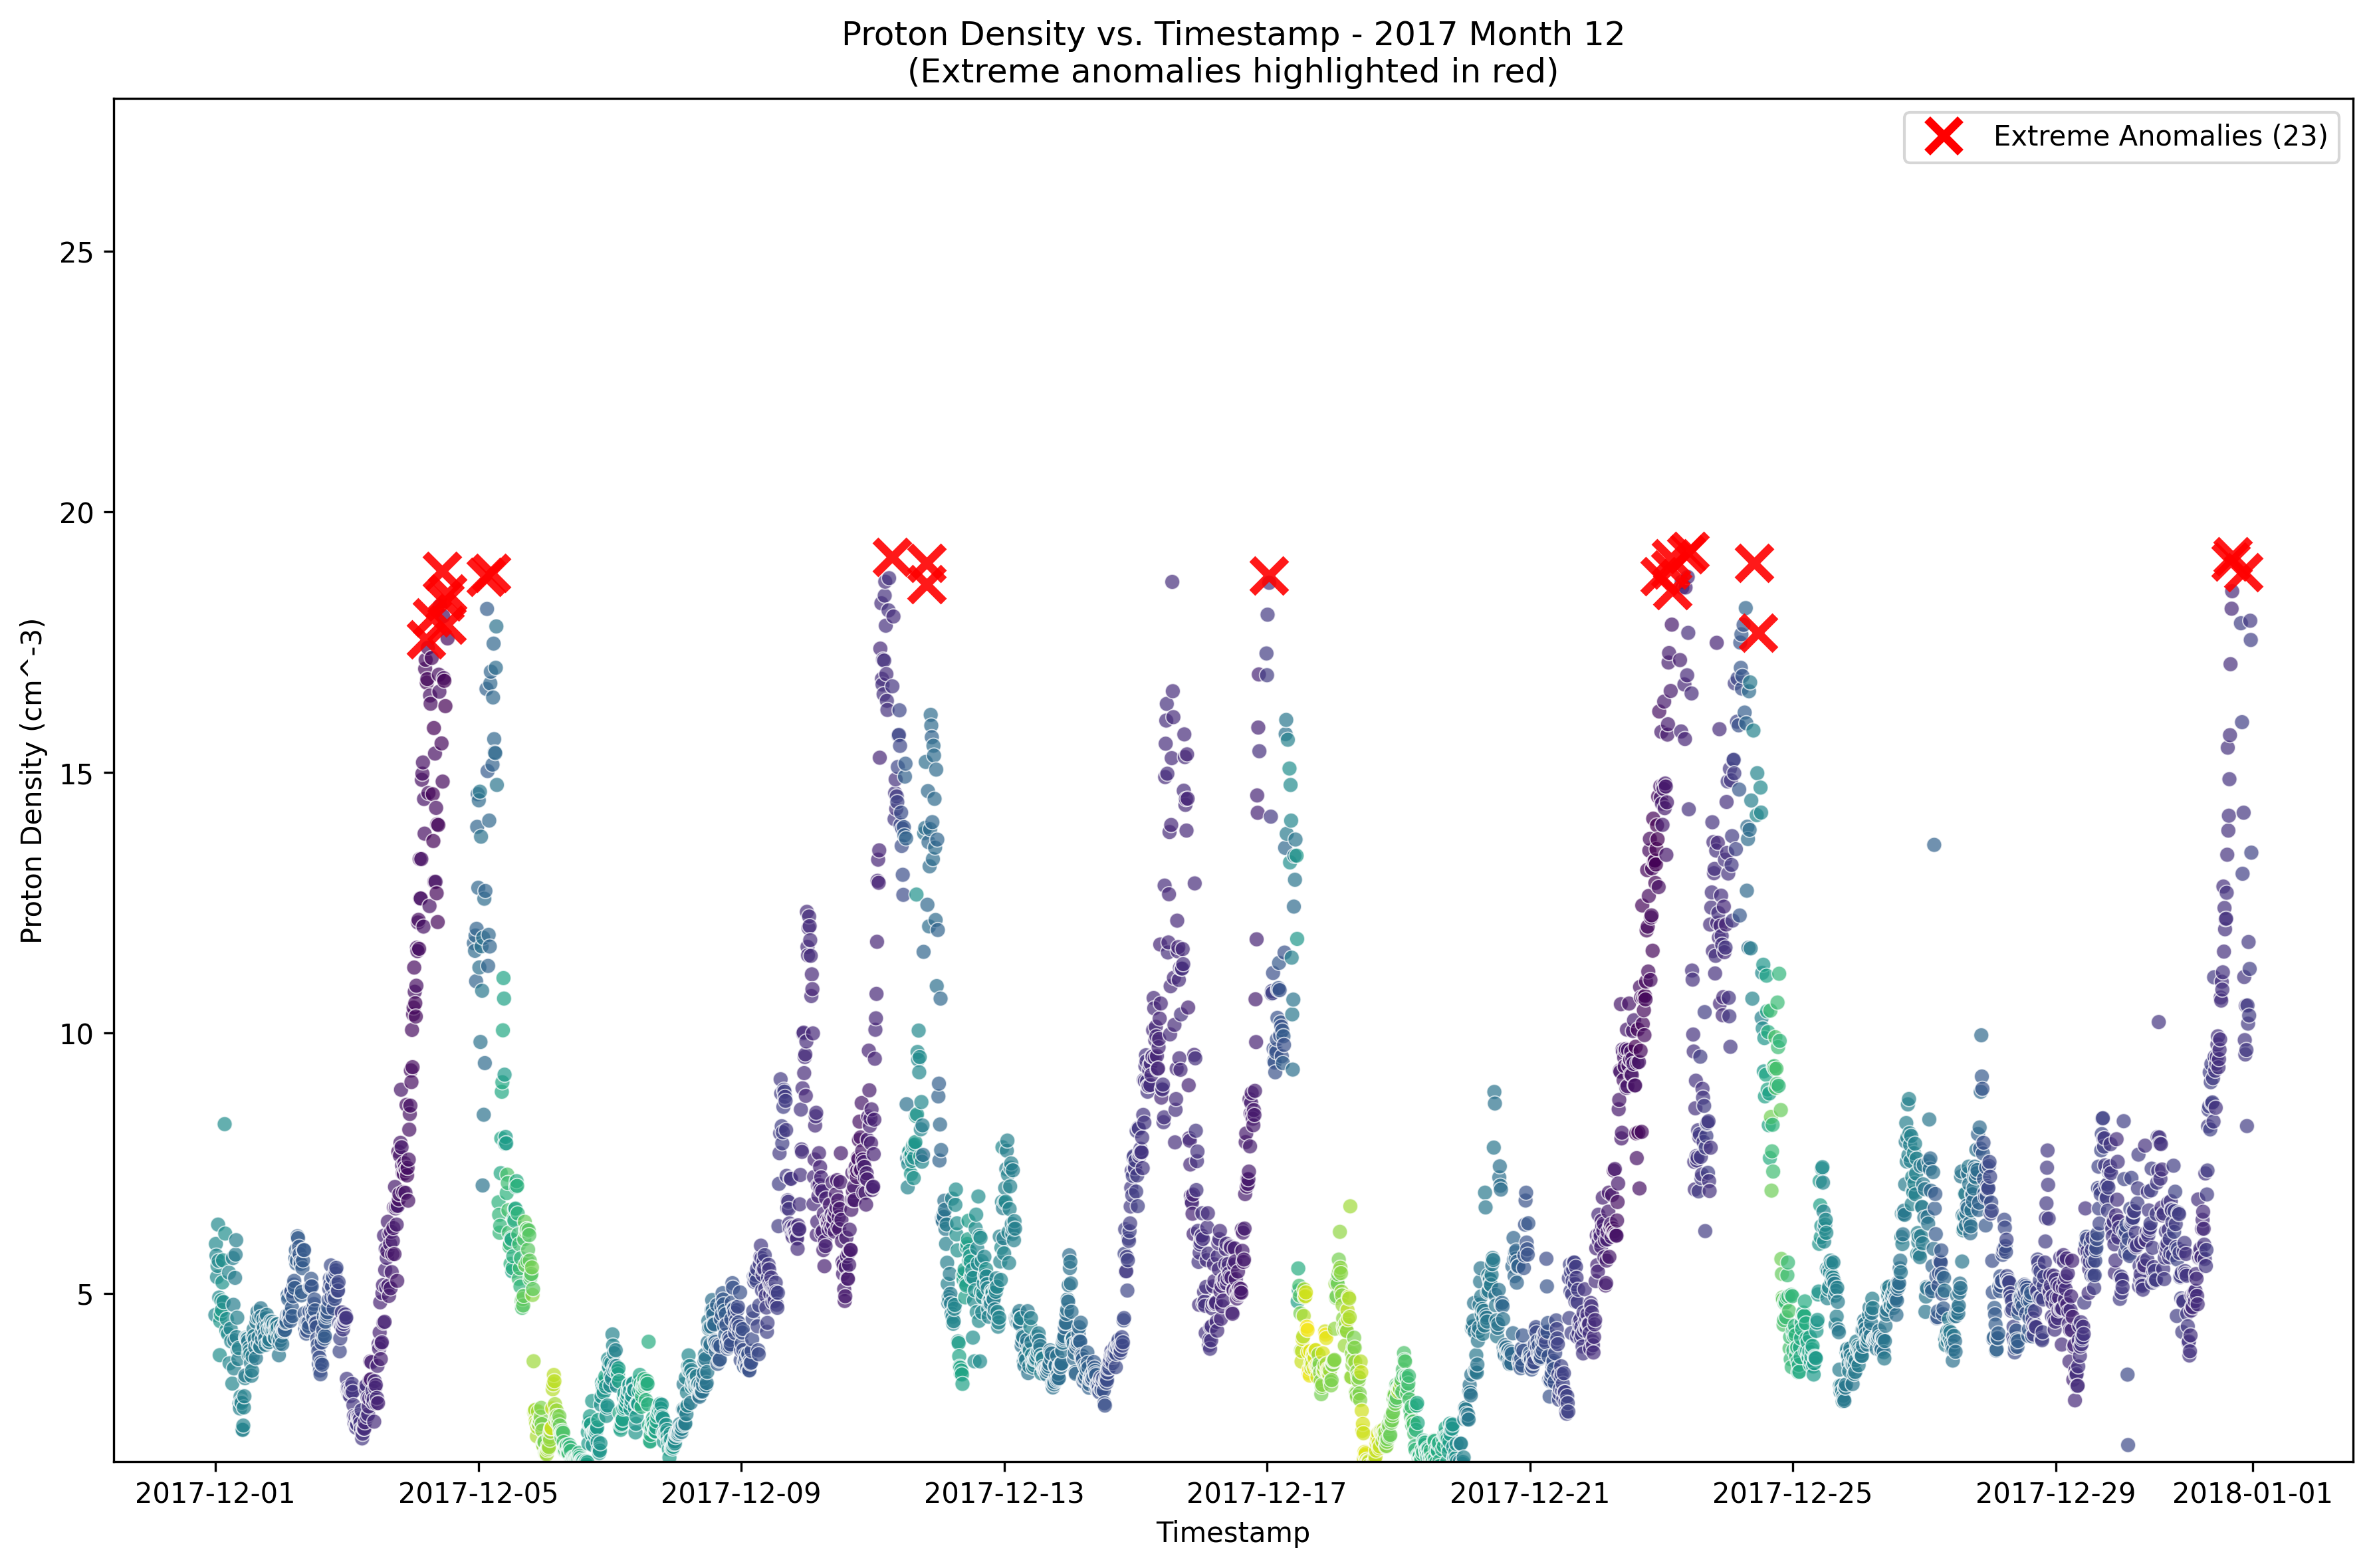 Proton Density vs. Timestamp - 2017 Month 12
(Extreme anomalies highlighted in red)
Extreme Anomalies (23)
Proton Density (cm^-3)
25
20
15
10
5
2017-12-01
2017-12-05
2017-12-09
2017-12-13
2017-12-17
2017-12-21
2017-12-25
2017-12-29
2018-01-01
Timestamp